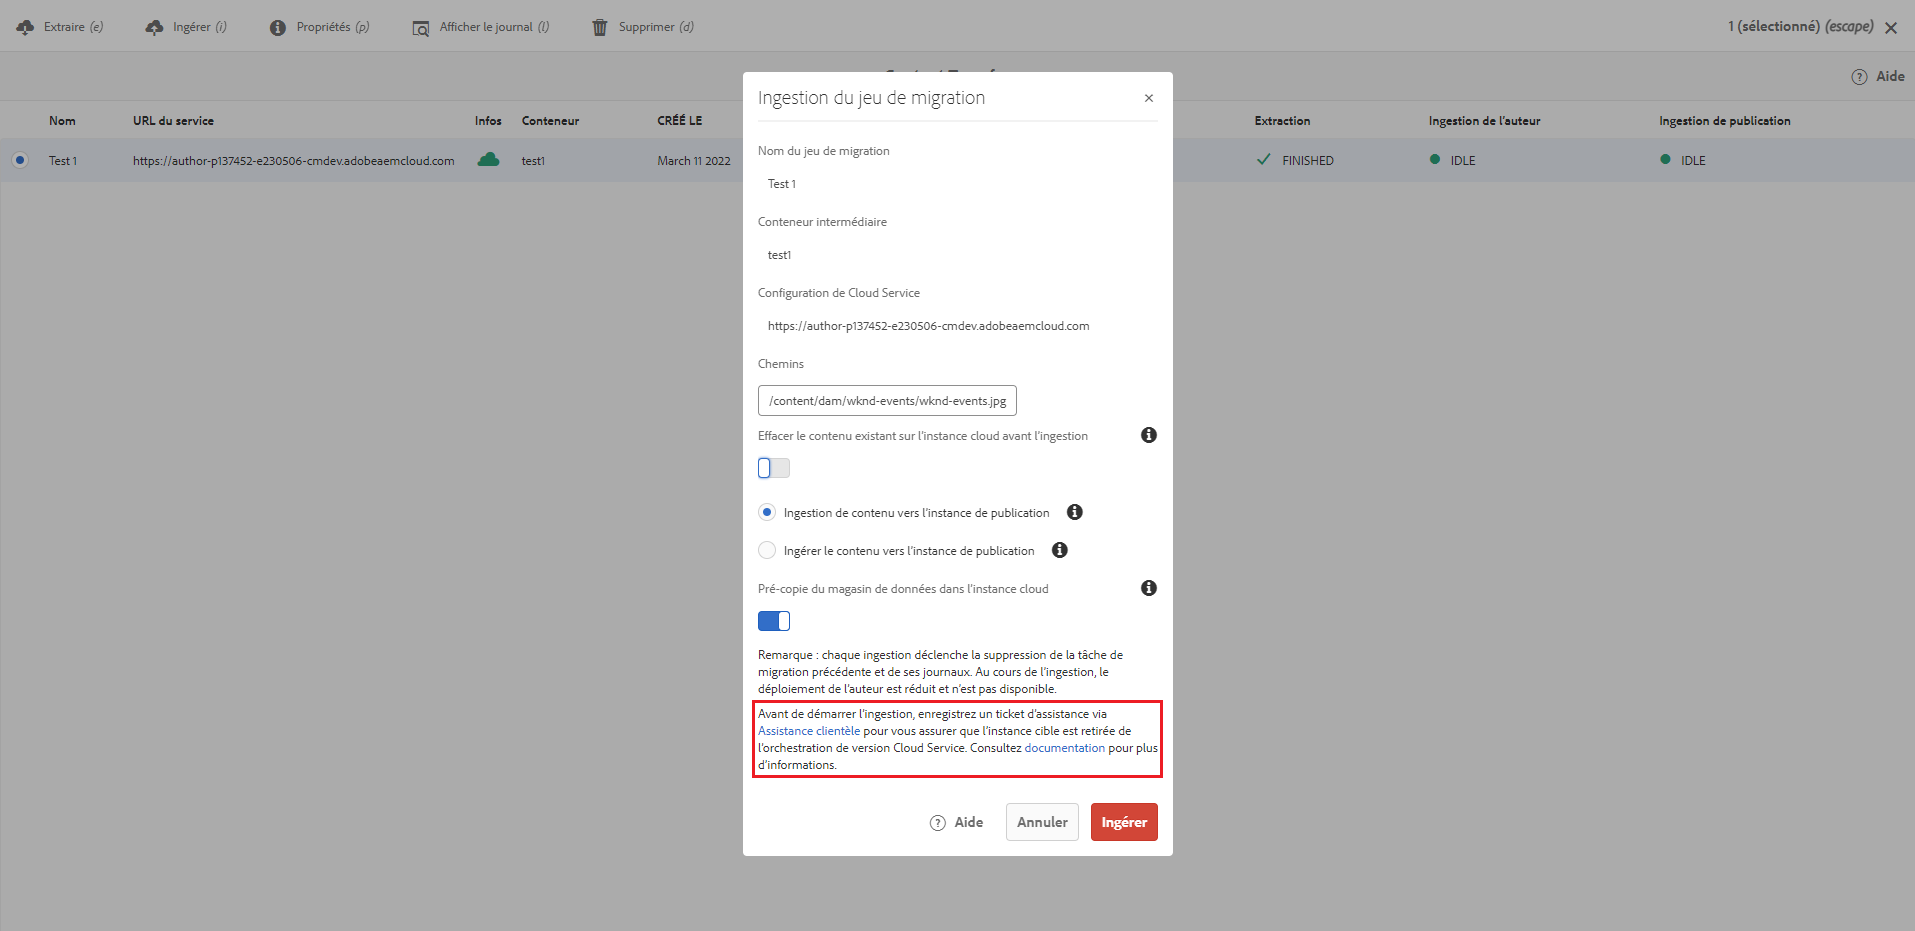 Extraire (e) Ingérer (i) Propriétés (p) Afficher le journal (l) Supprimer (d) 1 (sélectionné) (escape)
Aide
Nom URL du service Infos Conteneur CRÉÉ LE Extraction Ingestion de l'auteur Ingestion de publication
Test 1 https://author-p137452-e230506-cmdev.adobeaemcloud.com test1 March 11 2022 FINISHED IDLE IDLE
Ingestion du jeu de migration
Nom du jeu de migration
Test 1
Conteneur intermédiaire
test1
Configuration de Cloud Service
https://author-p137452-e230506-cmdev.adobeaemcloud.com
Chemins
/content/dam/wknd-events/wknd-events.jpg
Effacer le contenu existant sur l'instance cloud avant l'ingestion
Ingestion de contenu vers l'instance de publication
Ingérer le contenu vers l'instance de publication
Pré-copie du magasin de données dans l'instance cloud
Remarque : chaque ingestion déclenche la suppression de la tâche de
migration précédente et de ses journaux. Au cours de l'ingestion, le
déploiement de l'auteur est réduit et n'est pas disponible.
Avant de démarrer l'ingestion, enregistrez un ticket d'assistance via
Assistance clientèle pour vous assurer que l'instance cible est retirée de
l'orchestration de version Cloud Service. Consultez documentation pour plus
d'informations.
Aide Annuler Ingérer